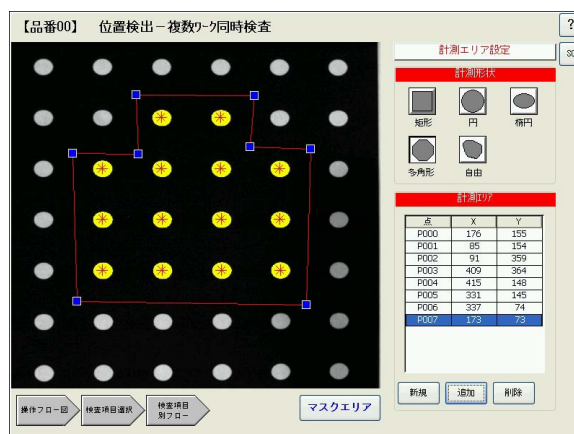 【品番00】 位置検出－複数ワーク同時検査
?
計測エリア設定
計測形状
矩形 円 楕円
多角形 自由
計測エリア
点 X Y
P000 176 155
P001 85 154
P002 91 359
P003 409 364
P004 415 148
P005 331 145
P006 337 74
P007 173 73
新規 追加 削除
操作フロー図 検査項目選択 検査項目
別フロー
マスクエリア